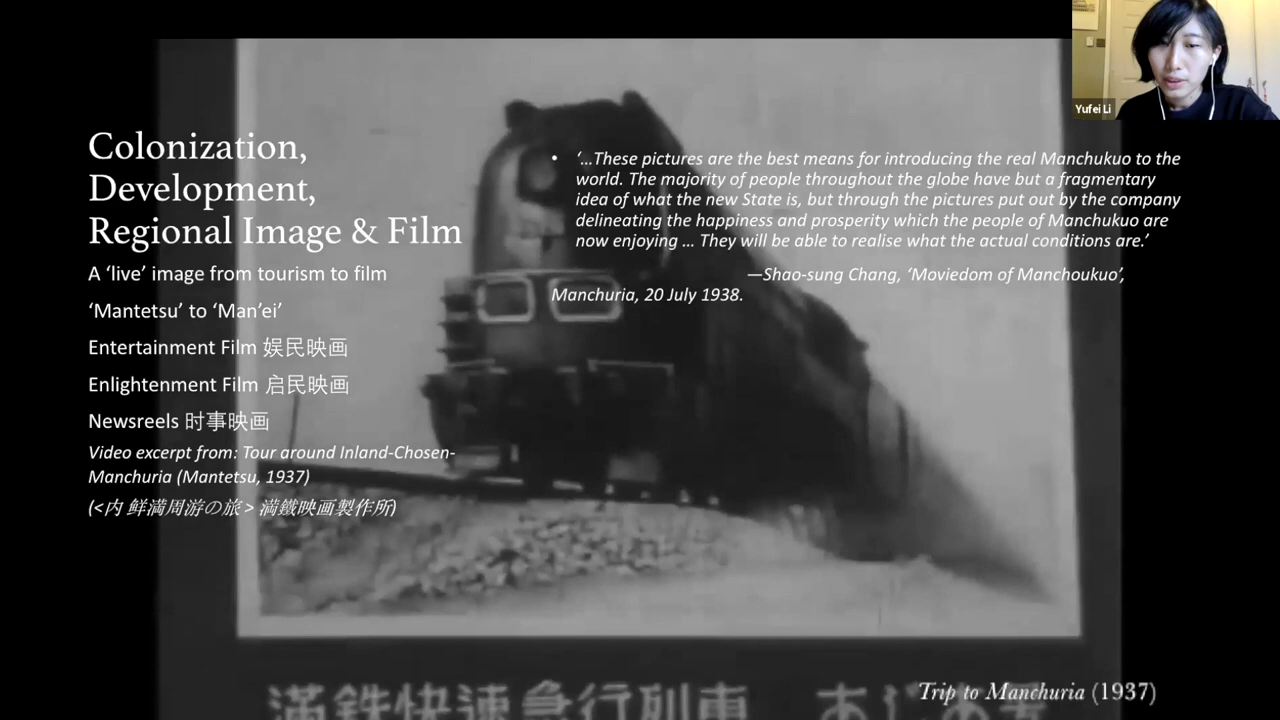 Yufei Li
Colonization,
Development,
Regional Image & Film
A ‘live’ image from tourism to film
‘Mantetsu’ to ‘Man’ei’
Entertainment Film 娱民映画
Enlightenment Film 启民映画
Newsreels 时事映画
Video excerpt from: Tour around Inland-Chosen-
Manchuria (Mantetsu, 1937)
(<内 鲜满周游の旅 > 满鐵映画製作所)
• ‘…These pictures are the best means for introducing the real Manchukuo to the
world. The majority of people throughout the globe have but a fragmentary
idea of what the new State is, but through the pictures put out by the company
delineating the happiness and prosperity which the people of Manchukuo are
now enjoying … They will be able to realise what the actual conditions are.’
—Shao-sung Chang, ‘Moviedom of Manchoukuo’,
Manchuria, 20 July 1938.
満鉄快速急行列車
Trip to Manchuria (1937)